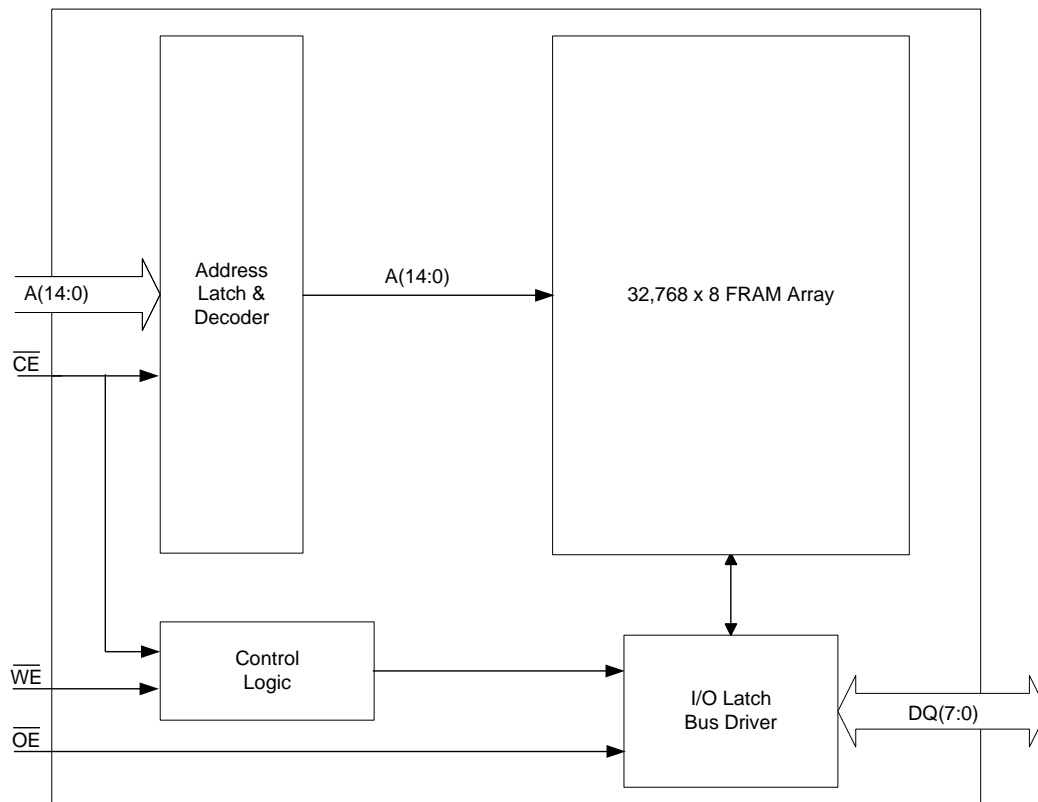 Address
Latch &
Decoder
A(14:0)
A(14:0)
32,768 x 8 FRAM Array
CE
Control
Logic
WE
I/O Latch
Bus Driver
DQ(7:0)
OE